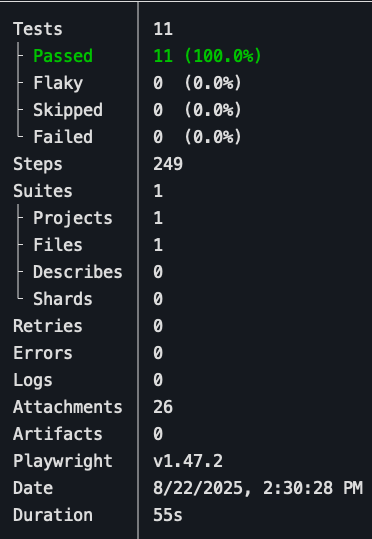 Tests 11
Passed 11 (100.0%)
Flaky 0 (0.0%)
Skipped 0 (0.0%)
Failed 0 (0.0%)
Steps 249
Suites 1
Projects 1
Files 1
Describes 0
Shards 0
Retries 0
Errors 0
Logs 0
Attachments 26
Artifacts 0
Playwright v1.47.2
Date 8/22/2025, 2:30:28 PM
Duration 55s